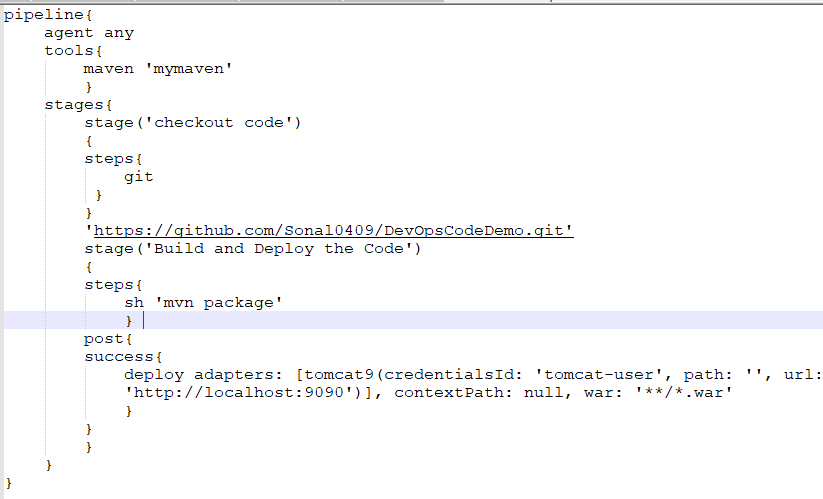 pipeline{
    agent any
    tools{
        maven 'mymaven'
        }
    stages{
        stage('checkout code')
        {
        steps{
            git
         }
        }
        'https://github.com/Sonal0409/DevOpsCodeDemo.git'
        stage('Build and Deploy the Code')
        {
        steps{
            sh 'mvn package'
            }
        post{
        success{
            deploy adapters: [tomcat9(credentialsId: 'tomcat-user', path: '', url:
            'http://localhost:9090')], contextPath: null, war: '**/*.war'
            }
        }
        }
    }
}